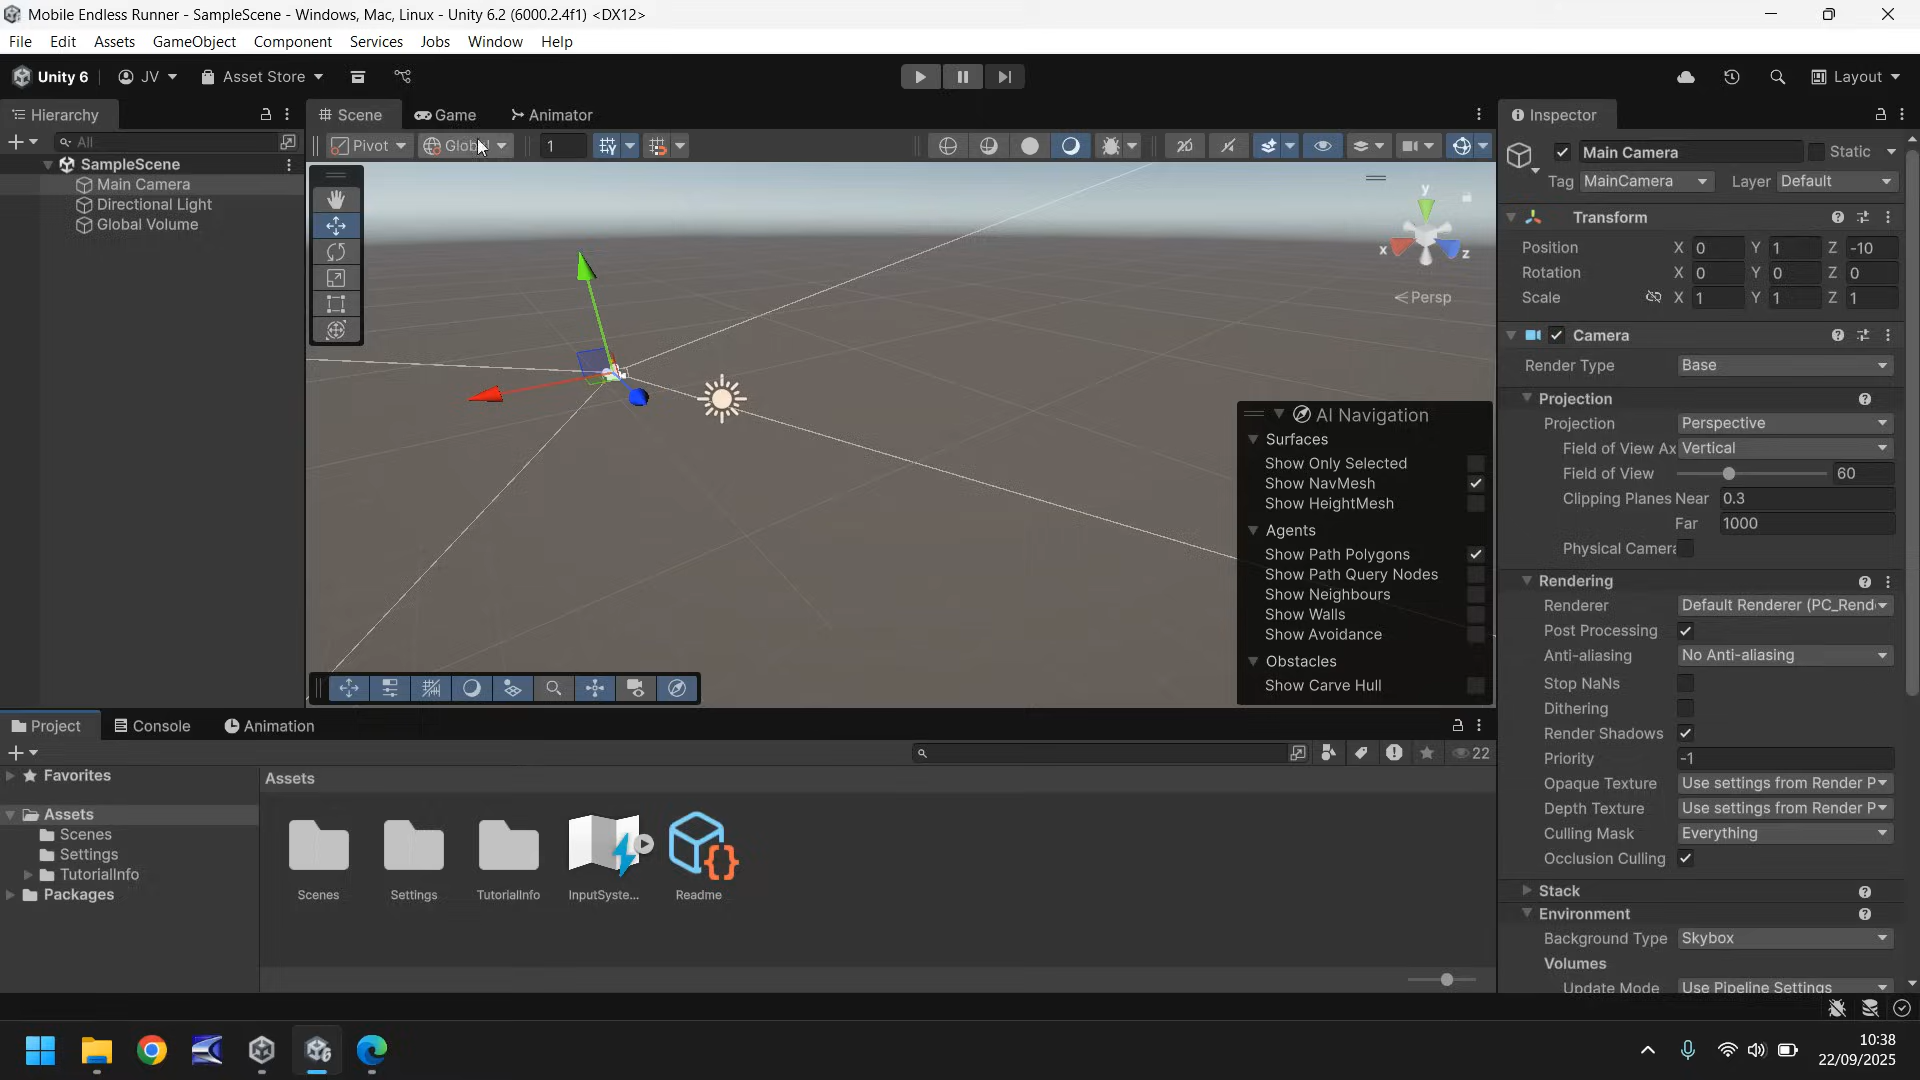 Mobile Endless Runner - SampleScene - Windows, Mac, Linux - Unity 6.2 (6000.2.4f1) <DX12>
File Edit Assets GameObject Component Services Jobs Window Help
Unity 6 JV Asset Store Layout
Hierarchy
All
SampleScene
Main Camera
Directional Light
Global Volume
Scene Game Animator
Pivot 1
y
x
z
Persp
AI Navigation
Surfaces
Show Only Selected
Show NavMesh
Show HeightMesh
Agents
Show Path Polygons
Show Path Query Nodes
Show Neighbours
Show Walls
Show Avoidance
Obstacles
Show Carve Hull
Inspector
Main Camera Static
Tag MainCamera Layer Default
Transform
Position X 0 Y 1 Z -10
Rotation X 0 Y 0 Z 0
Scale X 1 Y 1 Z 1
Camera
Render Type Base
Projection
Projection Perspective
Field of View Ax Vertical
Field of View 60
Clipping Planes Near 0.3
Far 1000
Physical Camera
Rendering
Renderer Default Renderer (PC_Rend
Post Processing
Anti-aliasing No Anti-aliasing
Stop NaNs
Dithering
Render Shadows
Priority -1
Opaque Texture Use settings from Render P
Depth Texture Use settings from Render P
Culling Mask Everything
Occlusion Culling
Stack
Environment
Background Type Skybox
Volumes
Update Mode Use Pipeline Settings
Project Console Animation
22
Favorites
Assets
Scenes
Settings
TutorialInfo
Packages
Assets
Scenes Settings TutorialInfo InputSyste... Readme
10:38
22/09/2025